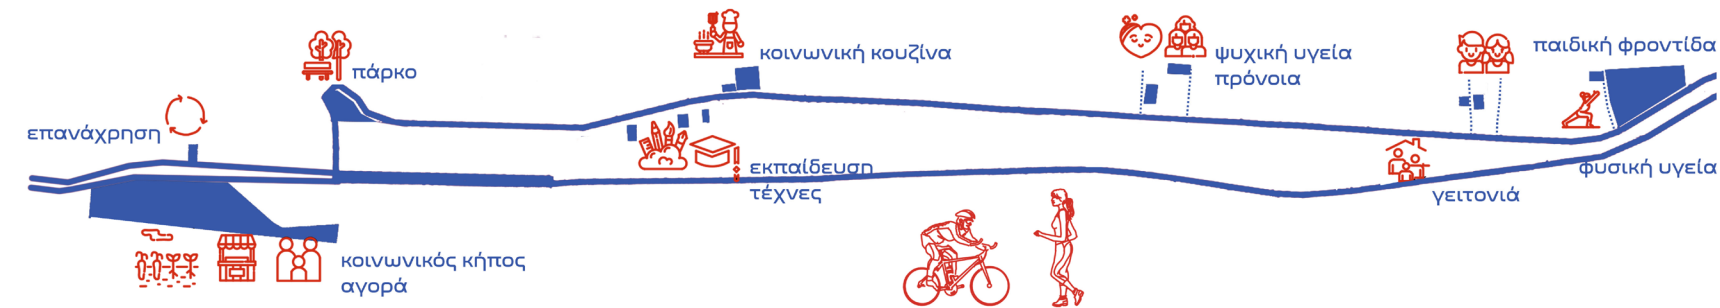 επανάχρηση
πάρκο
κοινωνική κουζίνα
ψυχική υγεία
πρόνοια
παιδική φροντίδα
εκπαίδευση
τέχνες
γειτονιά
φυσική υγεία
κοινωνικός κήπος
αγορά